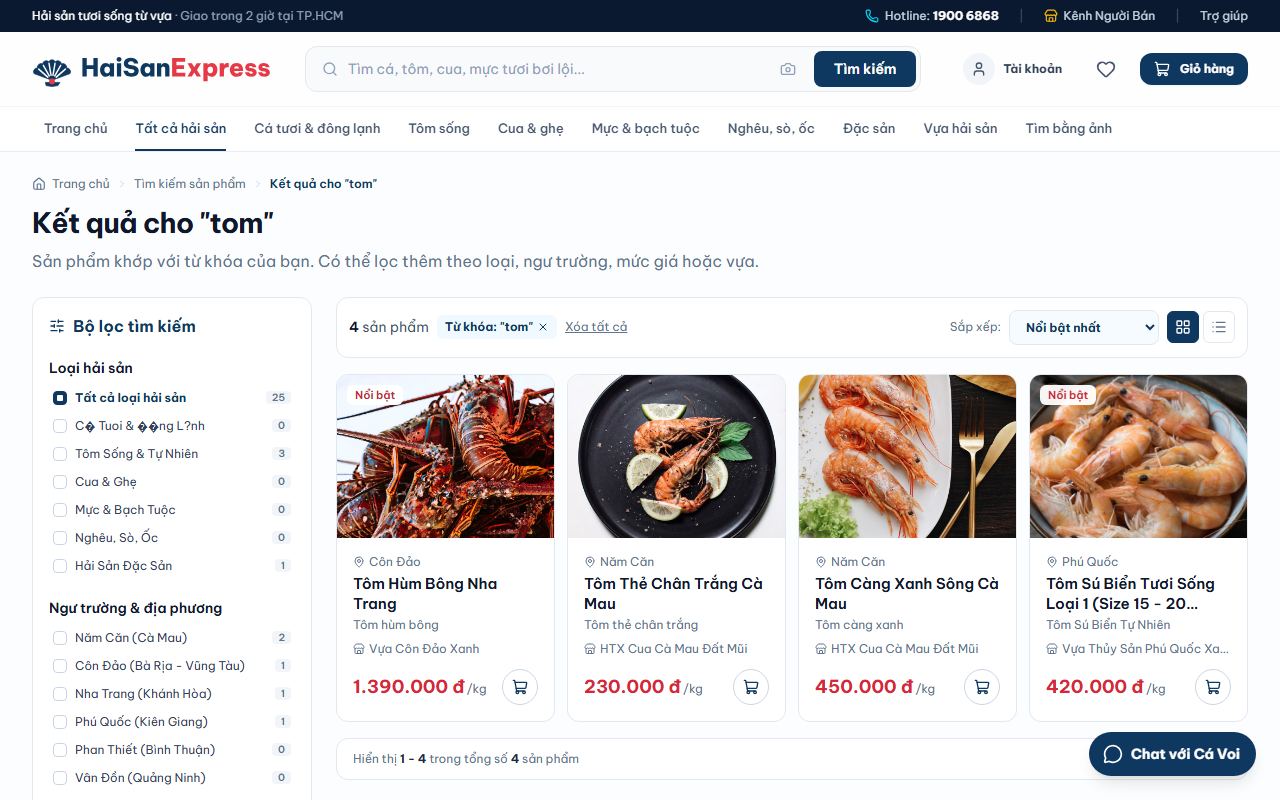 Hải sản tươi sống từ vựa · Giao trong 2 giờ tại TP.HCM
Hotline: 1900 6868
Kênh Người Bán
Trợ giúp
HaiSanExpress
Tìm cá, tôm, cua, mực tươi bơi lội...
Tìm kiếm
Tài khoản
Giỏ hàng
Trang chủ
Tất cả hải sản
Cá tươi & đông lạnh
Tôm sống
Cua & ghẹ
Mực & bạch tuộc
Nghêu, sò, ốc
Đặc sản
Vựa hải sản
Tìm bằng ảnh
Trang chủ
Tìm kiếm sản phẩm
Kết quả cho "tom"
Kết quả cho "tom"
Sản phẩm khớp với từ khóa của bạn. Có thể lọc thêm theo loại, ngư trường, mức giá hoặc vựa.
Bộ lọc tìm kiếm
Loại hải sản
Tất cả loại hải sản 25
C� Tuoi & ��ng L?nh 0
Tôm Sống & Tự Nhiên 3
Cua & Ghẹ 0
Mực & Bạch Tuộc 0
Nghêu, Sò, Ốc 0
Hải Sản Đặc Sản 1
Ngư trường & địa phương
Năm Căn (Cà Mau) 2
Côn Đảo (Bà Rịa - Vũng Tàu) 1
Nha Trang (Khánh Hòa) 1
Phú Quốc (Kiên Giang) 1
Phan Thiết (Bình Thuận) 0
Vân Đồn (Quảng Ninh) 0
4 sản phẩm
Từ khóa: "tom"
Xóa tất cả
Sắp xếp:
Nổi bật nhất
Nổi bật
Côn Đảo
Tôm Hùm Bông Nha
Trang
Tôm hùm bông
Vựa Côn Đảo Xanh
1.390.000 đ /kg
Năm Căn
Tôm Thẻ Chân Trắng Cà
Mau
Tôm thẻ chân trắng
HTX Cua Cà Mau Đất Mũi
230.000 đ /kg
Năm Căn
Tôm Càng Xanh Sông Cà
Mau
Tôm càng xanh
HTX Cua Cà Mau Đất Mũi
450.000 đ /kg
Nổi bật
Phú Quốc
Tôm Sú Biển Tươi Sống
Loại 1 (Size 15 - 20...
Tôm Sú Biển Tự Nhiên
Vựa Thủy Sản Phú Quốc Xa...
420.000 đ /kg
Hiển thị 1 - 4 trong tổng số 4 sản phẩm
Chat với Cá Voi